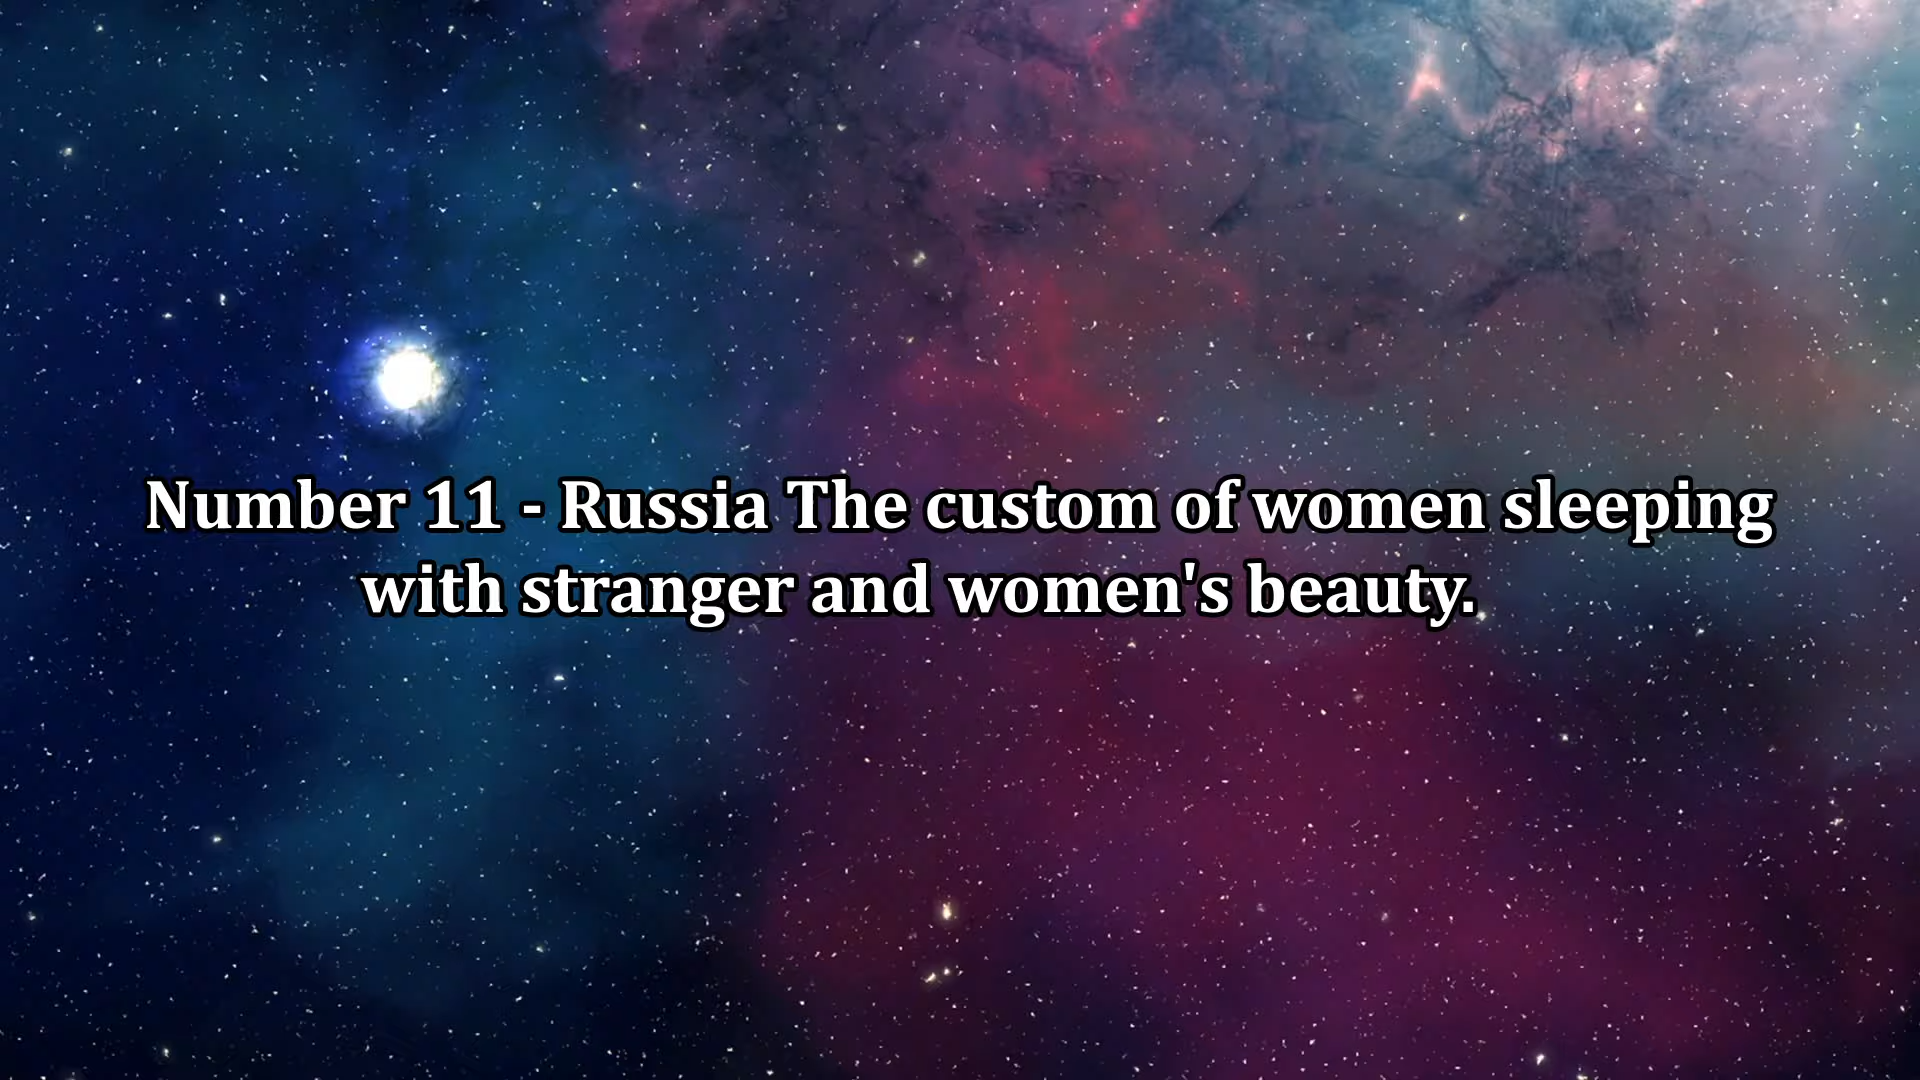 Number 11 - Russia The custom of women sleeping
with stranger and women's beauty.